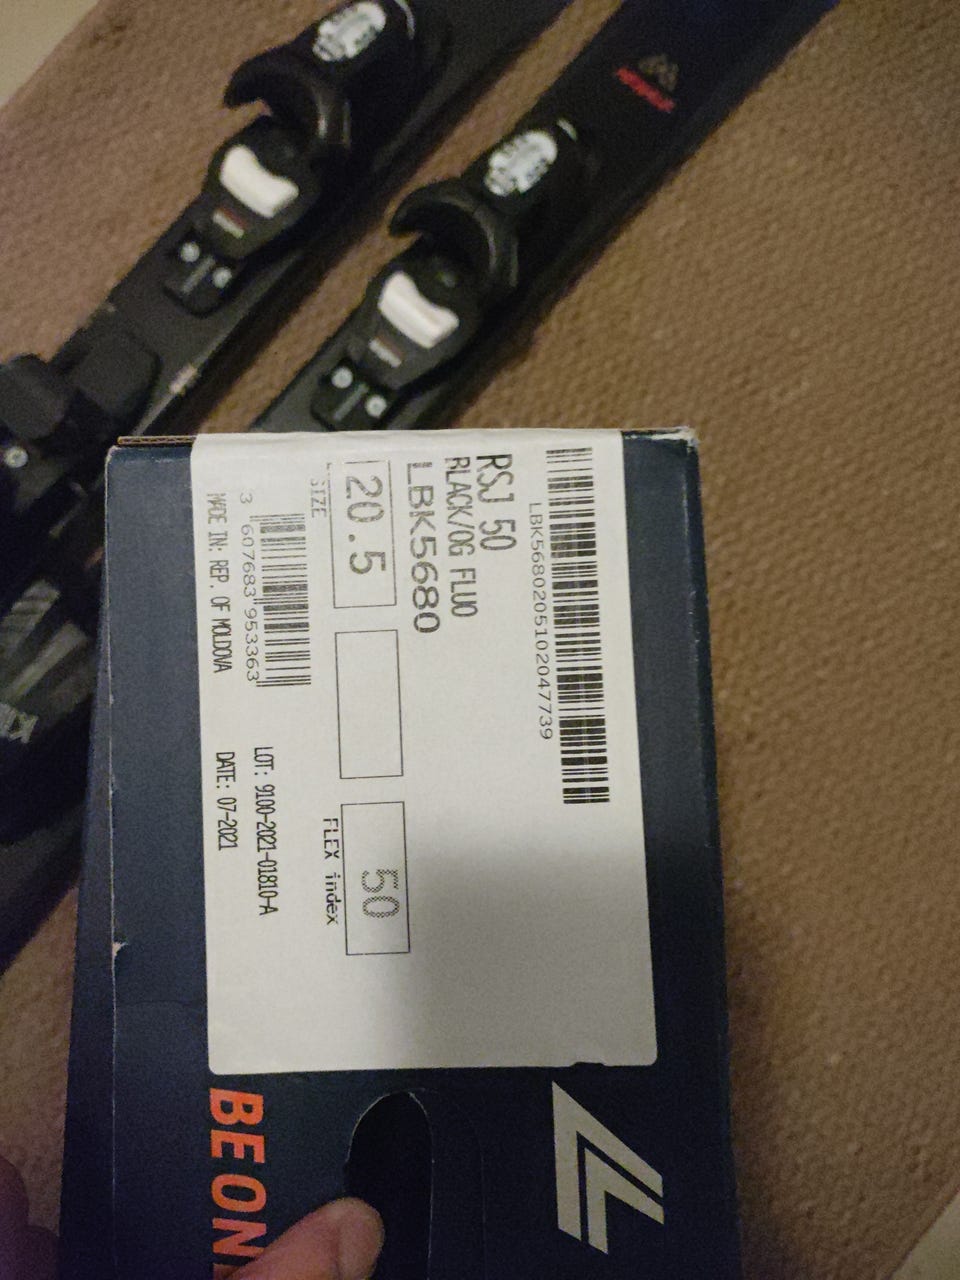 LBK5680205102047739
RSJ 50
BLACK/OG FLUO
LBK5680
20.5
50
SIZE
FLEX index
3 607683 953363
LOT: 9100-2021-01810-A
MADE IN: REP. OF MOLDOVA
DATE: 07-2021
BE ON